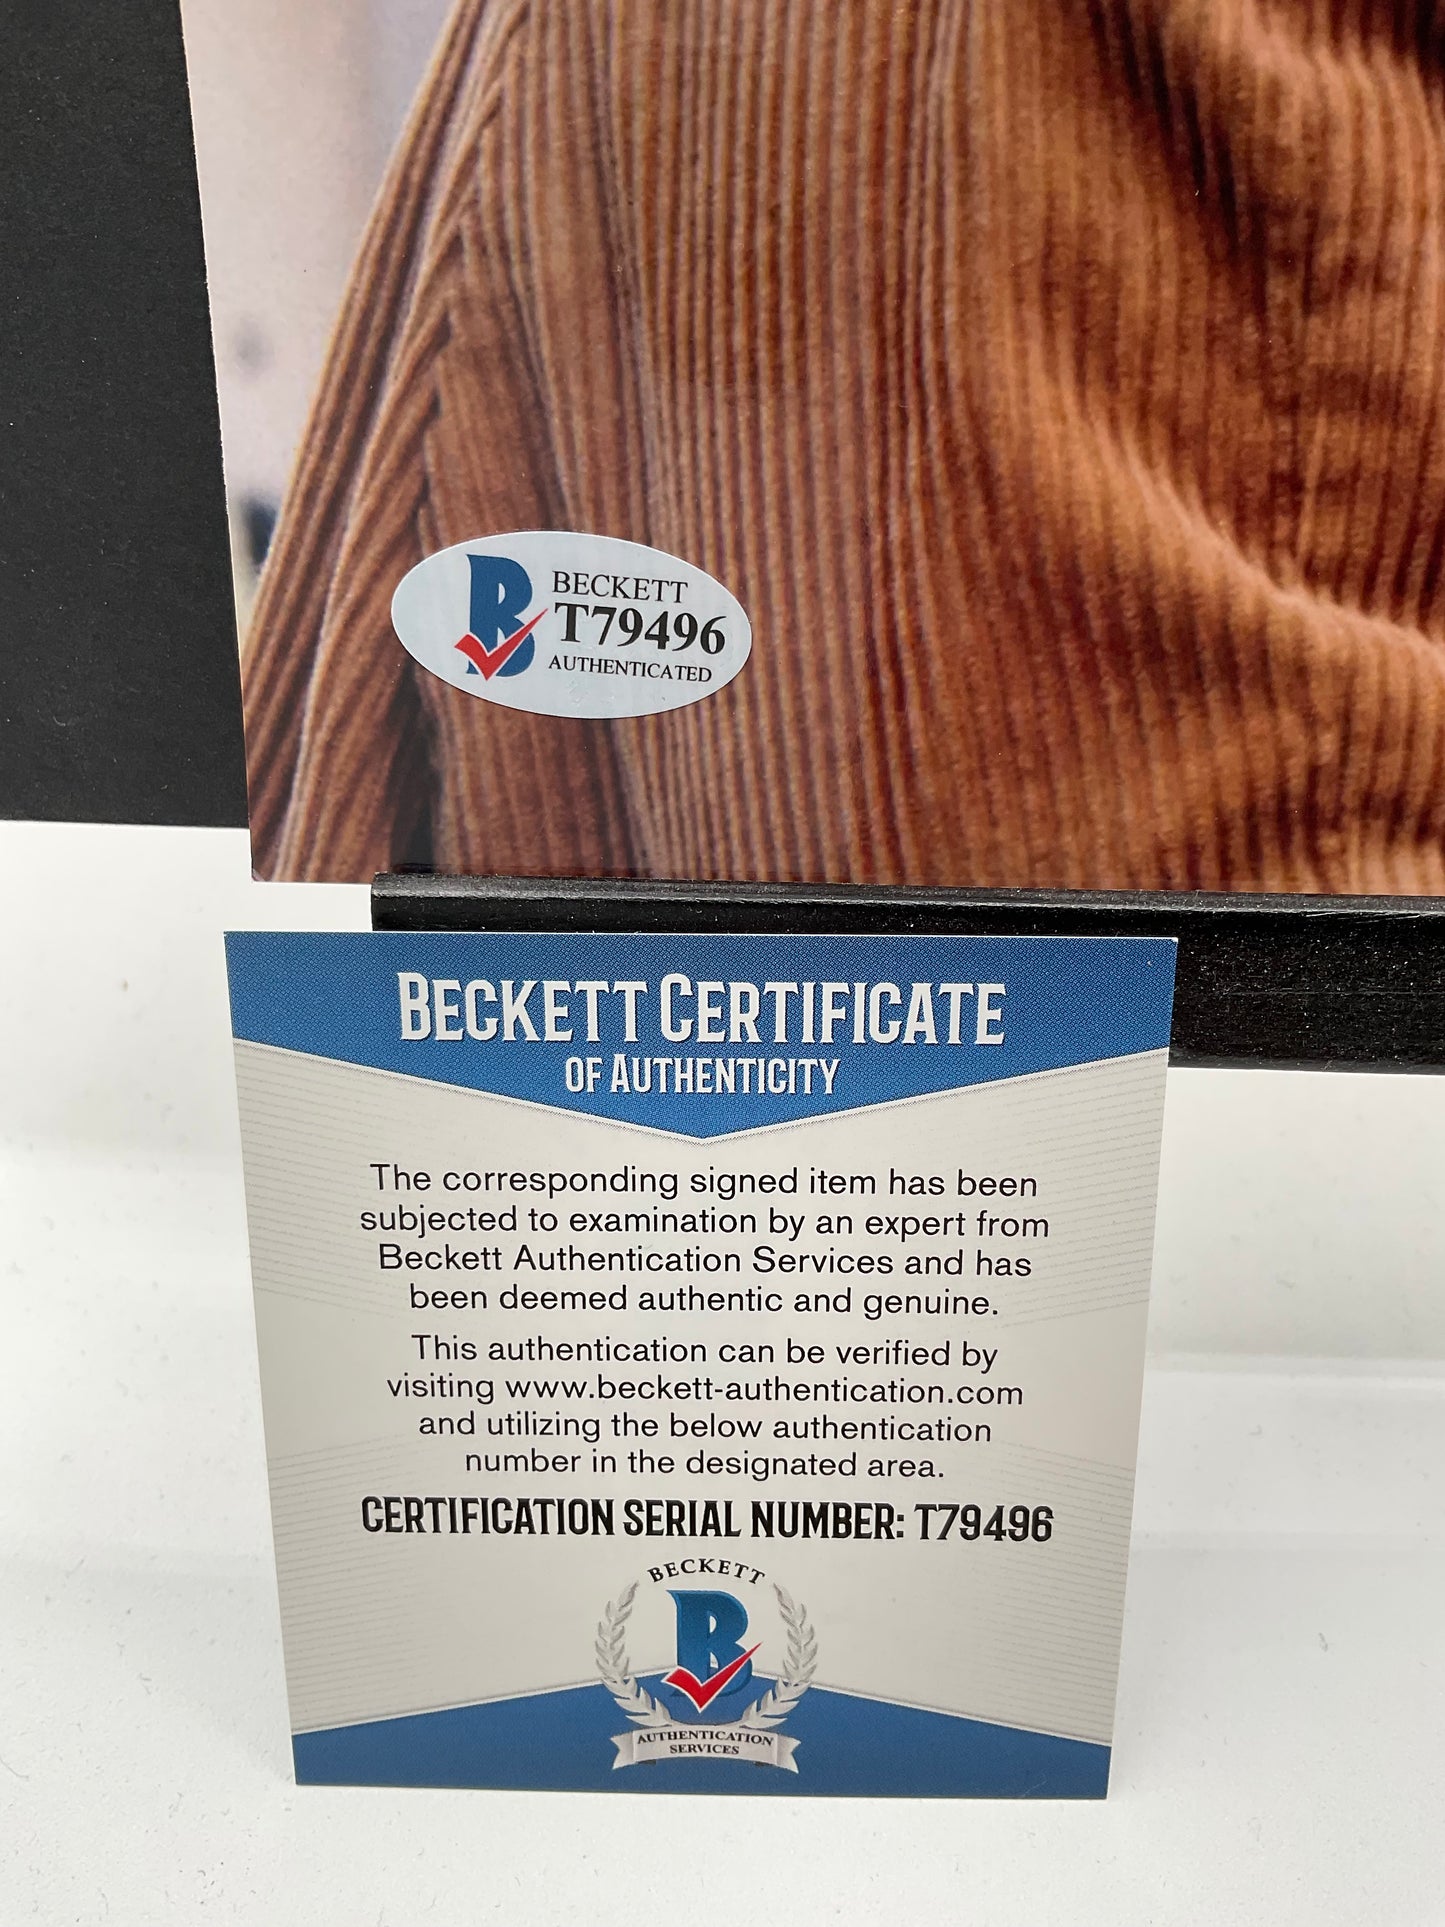 BECKETT
T79496
AUTHENTICATED
BECKETT CERTIFICATE
OF AUTHENTICITY
The corresponding signed item has been
subjected to examination by an expert from
Beckett Authentication Services and has
been deemed authentic and genuine.
This authentication can be verified by
visiting www.beckett-authentication.com
and utilizing the below authentication
number in the designated area.
CERTIFICATION SERIAL NUMBER: T79496
BECKETT
B
AUTHENTICATION
SERVICES